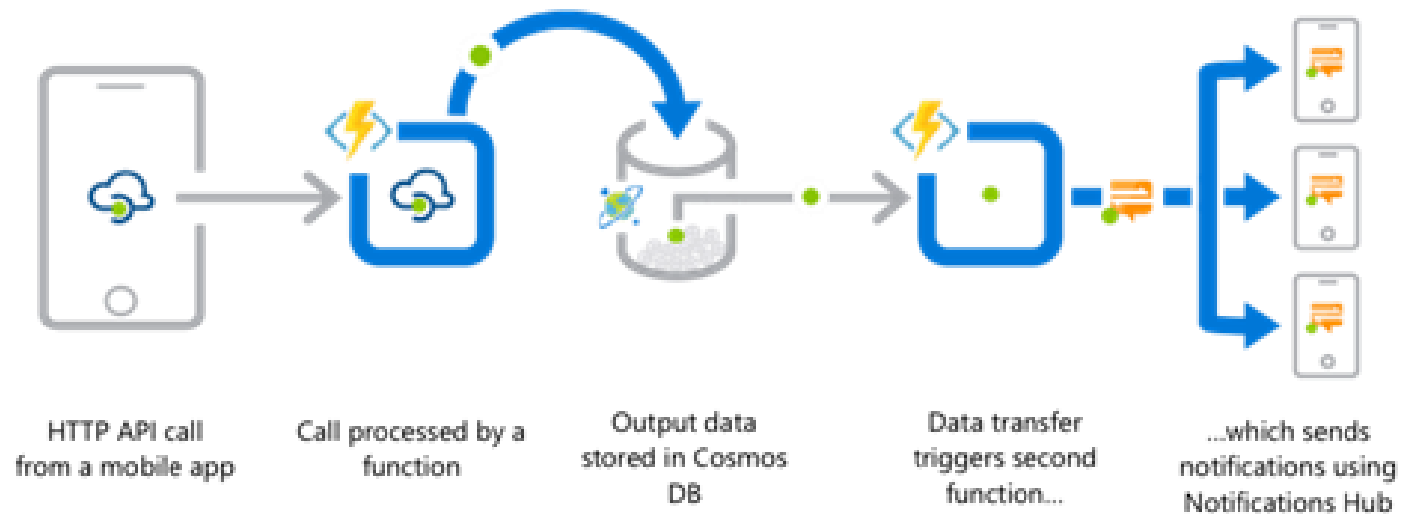 HTTP API call
from a mobile app
Call processed by a
function
Output data
stored in Cosmos
DB
Data transfer
triggers second
function...
...which sends
notifications using
Notifications Hub